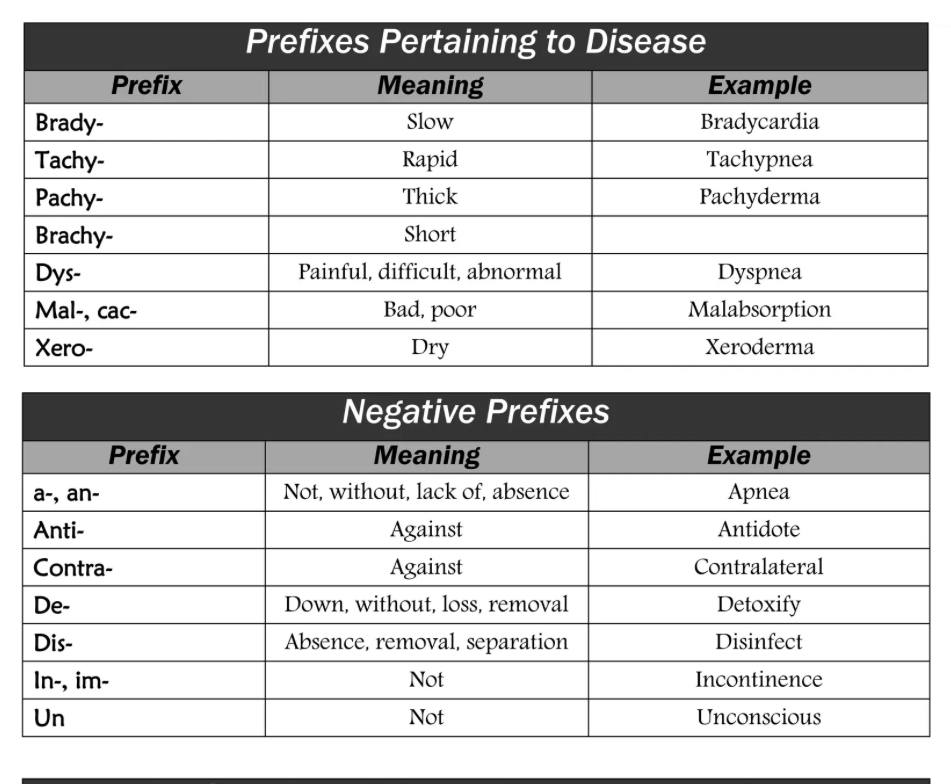 Prefixes Pertaining to Disease
Prefix Meaning Example
Brady- Slow Bradycardia
Tachy- Rapid Tachypnea
Pachy- Thick Pachyderma
Brachy- Short
Dys- Painful, difficult, abnormal Dyspnea
Mal-, cac- Bad, poor Malabsorption
Xero- Dry Xeroderma
Negative Prefixes
Prefix Meaning Example
a-, an- Not, without, lack of, absence Apnea
Anti- Against Antidote
Contra- Against Contralateral
De- Down, without, loss, removal Detoxify
Dis- Absence, removal, separation Disinfect
In-, im- Not Incontinence
Un Not Unconscious